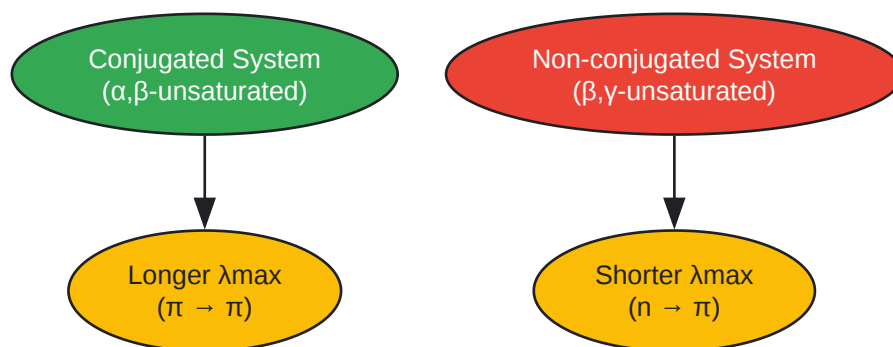 Conjugated System
(α,β-unsaturated)
Non-conjugated System
(β,γ-unsaturated)
Longer λmax
(π → π)
Shorter λmax
(n → π)